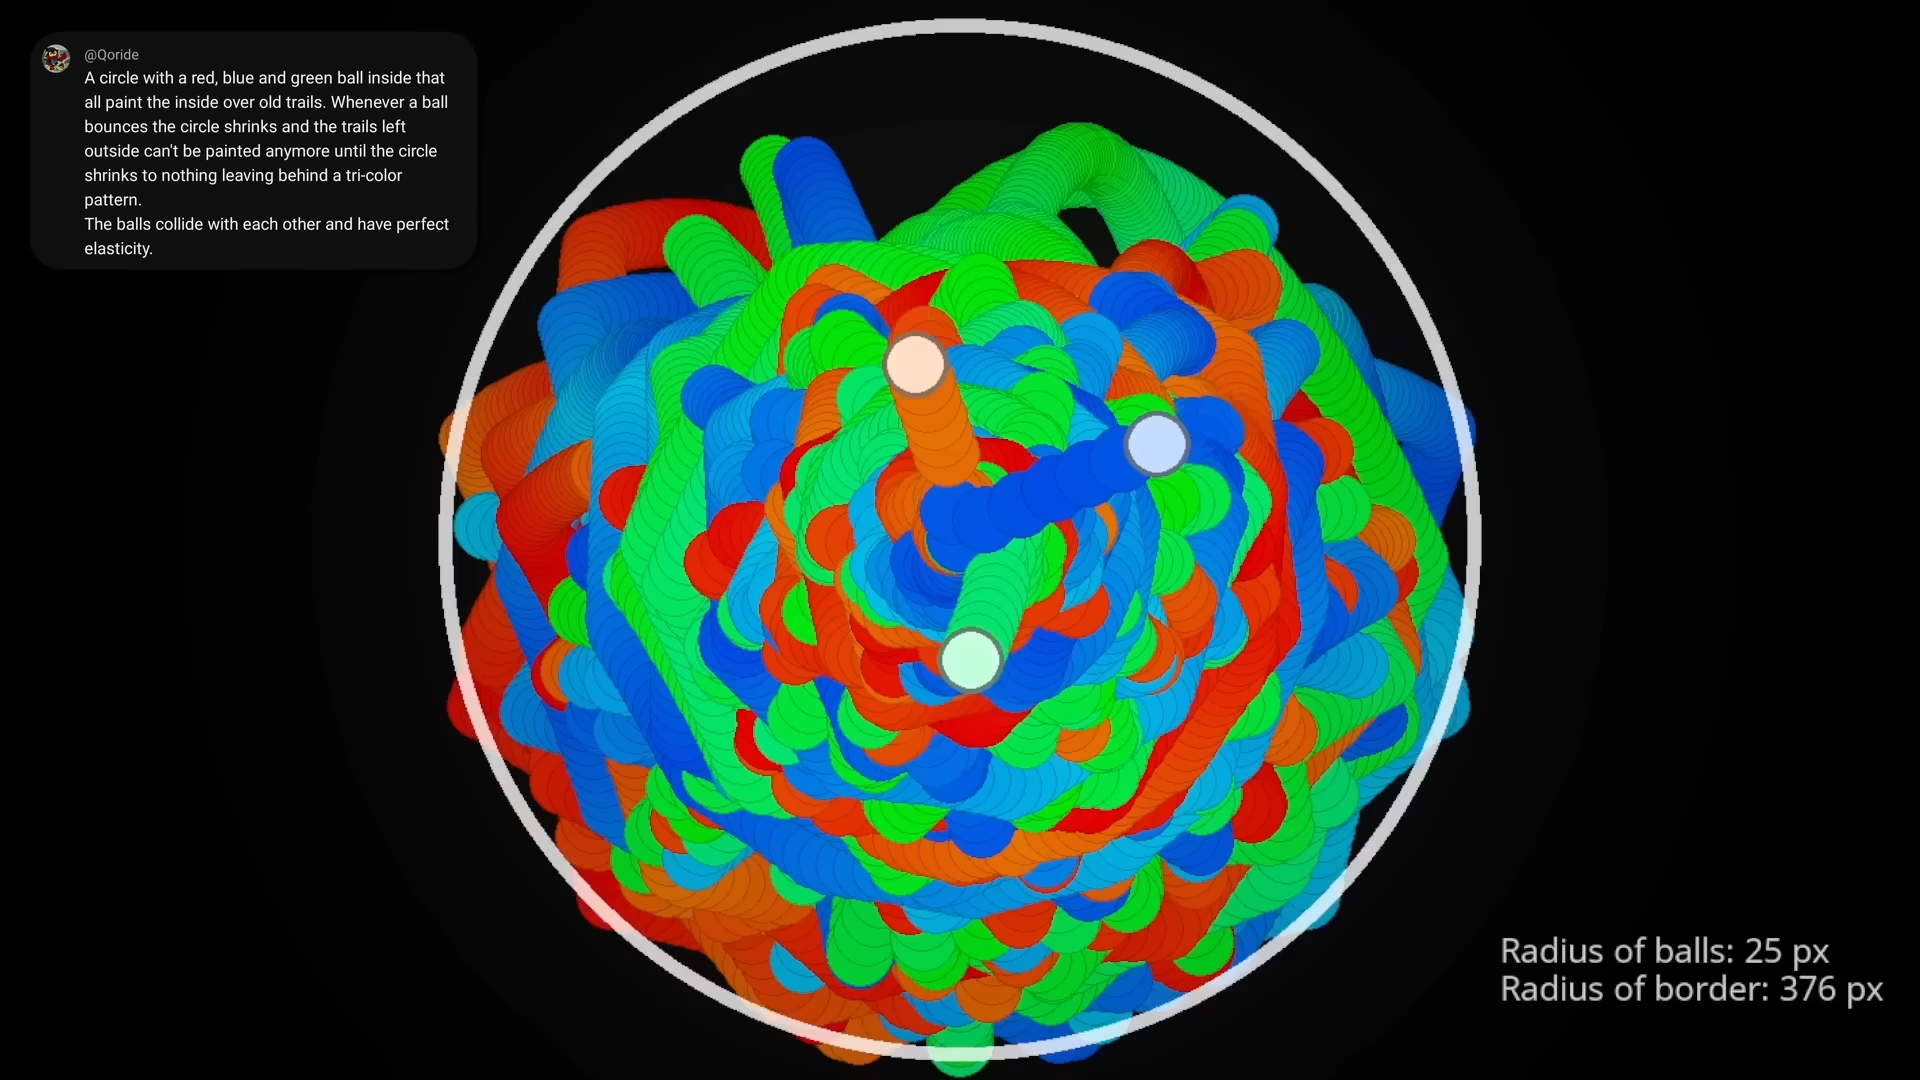 @Qoride
A circle with a red, blue and green ball inside that
all paint the inside over old trails. Whenever a ball
bounces the circle shrinks and the trails left
outside can't be painted anymore until the circle
shrinks to nothing leaving behind a tri-color
pattern.
The balls collide with each other and have perfect
elasticity.
Radius of balls: 25 px
Radius of border: 376 px